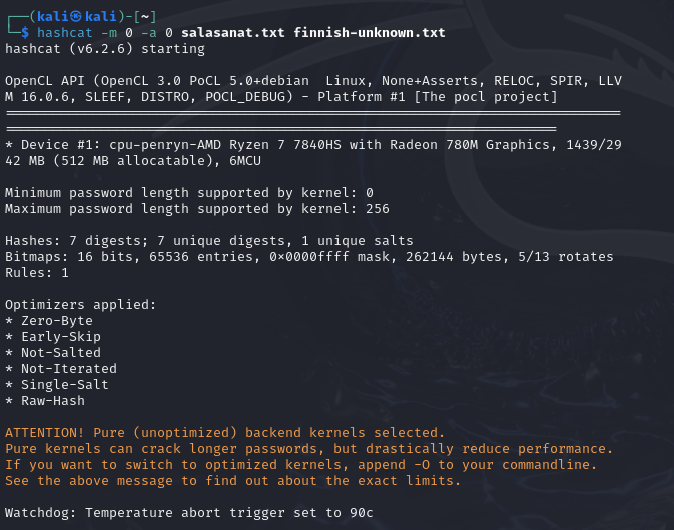 ┌──(kali㉿kali)-[~]
└─$ hashcat -m 0 -a 0 salasanat.txt finnish-unknown.txt
hashcat (v6.2.6) starting
OpenCL API (OpenCL 3.0 PoCL 5.0+debian  Linux, None+Asserts, RELOC, SPIR, LLV
M 16.0.6, SLEEF, DISTRO, POCL_DEBUG) - Platform #1 [The pocl project]
=============================================================================
=====================================================================
* Device #1: cpu-penryn-AMD Ryzen 7 7840HS with Radeon 780M Graphics, 1439/29
42 MB (512 MB allocatable), 6MCU
Minimum password length supported by kernel: 0
Maximum password length supported by kernel: 256
Hashes: 7 digests; 7 unique digests, 1 unique salts
Bitmaps: 16 bits, 65536 entries, 0x0000ffff mask, 262144 bytes, 5/13 rotates
Rules: 1
Optimizers applied:
* Zero-Byte
* Early-Skip
* Not-Salted
* Not-Iterated
* Single-Salt
* Raw-Hash
ATTENTION! Pure (unoptimized) backend kernels selected.
Pure kernels can crack longer passwords, but drastically reduce performance.
If you want to switch to optimized kernels, append -O to your commandline.
See the above message to find out about the exact limits.
Watchdog: Temperature abort trigger set to 90c